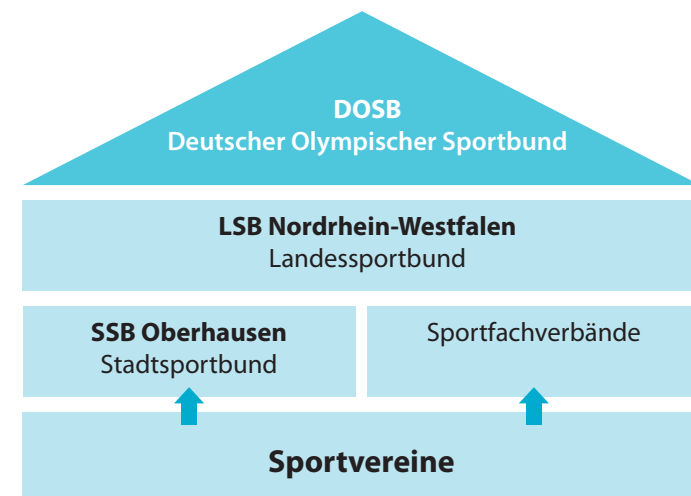 DOSB
Deutscher Olympischer Sportbund
LSB Nordrhein-Westfalen
Landessportbund
SSB Oberhausen
Stadtsportbund
Sportfachverbände
Sportvereine